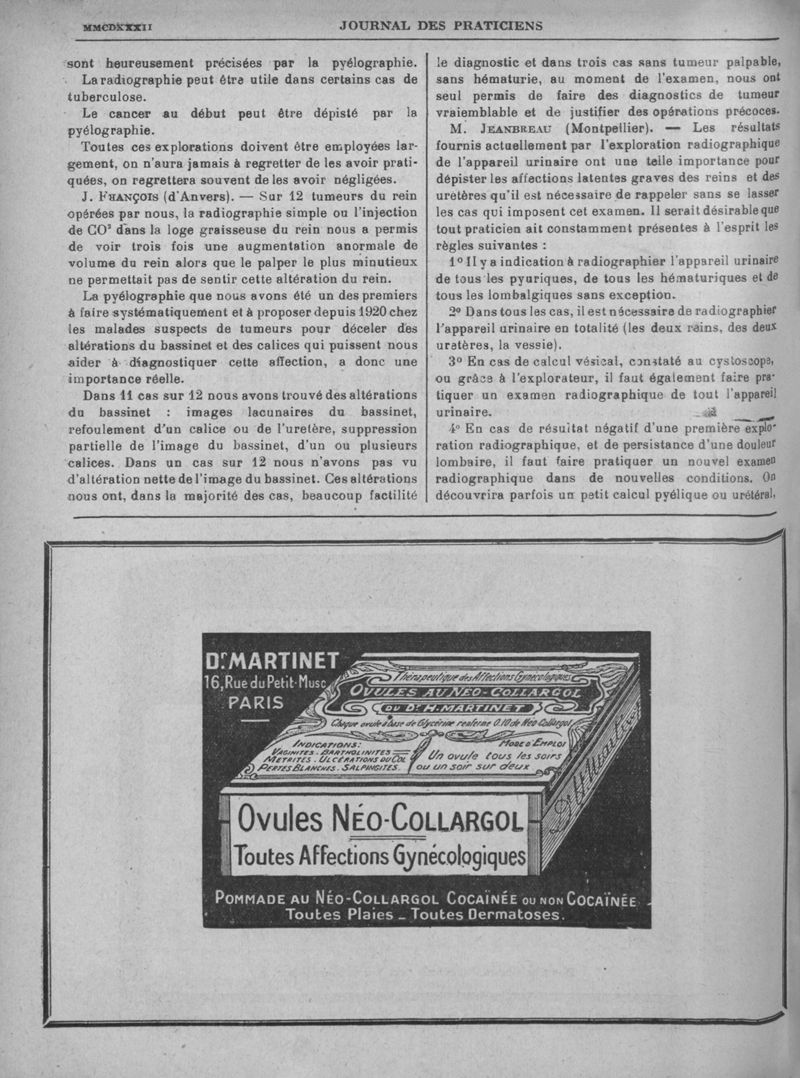 MMCDXXXII
JOURNAL DES PRATICIENS
sont heureusement précisées par la pyélographie.
La radiographie peut être utile dans certains cas de
tuberculose.
Le cancer au début peut être dépisté par la
pyélographie.
Toutes ces explorations doivent être employées lar-
gement, on n'aura jamais à regretter de les avoir prati-
quées, on regrettera souvent de les avoir négligées.
J. FRANÇOIS (d'Anvers). — Sur 12 tumeurs du rein
opérées par nous, la radiographie simple ou l'injection
de CO² dans la loge graisseuse du rein nous a permis
de voir trois fois une augmentation anormale de
volume du rein alors que le palper le plus minutieux
ne permettait pas de sentir cette altération du rein.
La pyélographie que nous avons été un des premiers
à faire systématiquement et à proposer depuis 1920 chez
les malades suspects de tumeurs pour déceler des
altérations du bassinet et des calices qui puissent nous
aider à diagnostiquer cette affection, a donc une
importance réelle.
Dans 11 cas sur 12 nous avons trouvé des altérations
du bassinet : images lacunaires du bassinet,
refoulement d'un calice ou de l'uretère, suppression
partielle de l'image du bassinet, d'un ou plusieurs
calices. Dans un cas sur 12 nous n'avons pas vu
d'altération nette de l'image du bassinet. Ces altérations
nous ont, dans la majorité des cas, beaucoup factilité
le diagnostic et dans trois cas sans tumeur palpable,
sans hématurie, au moment de l'examen, nous ont
seul permis de faire des diagnostics de tumeur
vraiemblable et de justifier des opérations précoces.
M. JEANBREAU (Montpellier). — Les résultats
fournis actuellement par l'exploration radiographique
de l'appareil urinaire ont une telle importance pour
dépister les affections latentes graves des reins et des
uretères qu'il est nécessaire de rappeler sans se lasser
les cas qui imposent cet examen. Il serait désirable que
tout praticien ait constamment présentes à l'esprit les
règles suivantes :
1° Il y a indication à radiographier l'appareil urinaire
de tous les pyuriques, de tous les hématuriques et de
tous les lombalgiques sans exception.
2° Dans tous les cas, il est nécessaire de radiographier
l'appareil urinaire en totalité (les deux reins, des deux
uretères, la vessie).
3° En cas de calcul vésical, constaté au cystoscope,
ou grâce à l'explorateur, il faut également faire pra-
tiquer un examen radiographique de tout l'appareil
urinaire.
4° En cas de résultat négatif d'une première explo-
ration radiographique, et de persistance d'une douleur
lombaire, il faut faire pratiquer un nouvel examen
radiographique dans de nouvelles conditions. On
découvrira parfois un petit calcul pyélique ou urétéral,
Dr MARTINET
16, Rue du Petit-Musc
PARIS
Thérapeutique des Affections Gynécologiques
OVULES AU NÉO-COLLARGOL
DU Dr H. MARTINET
Chaque ovule à base de Glycérine renferme 0.10 de Néo Collargol
INDICATIONS:
VAGINITES. BARTHOLINITES
MÉTRITES. ULCÉRATIONS DU COL
PERTES BLANCHES. SALPINGITES.
MODE D'EMPLOI
Un ovule tous les soirs
ou un soir sur deux
Ovules NÉO-COLLARGOL
Toutes Affections Gynécologiques
POMMADE AU NÉO-COLLARGOL COCAÏNÉE OU NON COCAÏNÉE
Toutes Plaies _ Toutes Dermatoses.